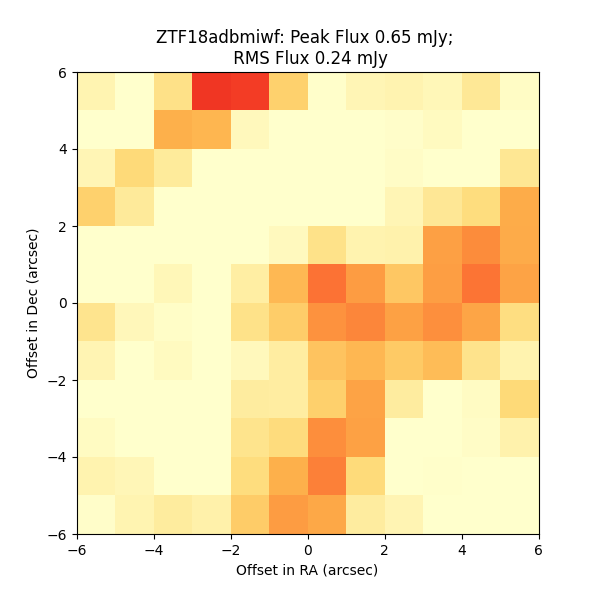 ZTF18adbmiwf: Peak Flux 0.65 mJy;
RMS Flux 0.24 mJy
6
4
2
0
−2
−4
−6
Offset in Dec (arcsec)
−6 −4 −2 0 2 4 6
Offset in RA (arcsec)